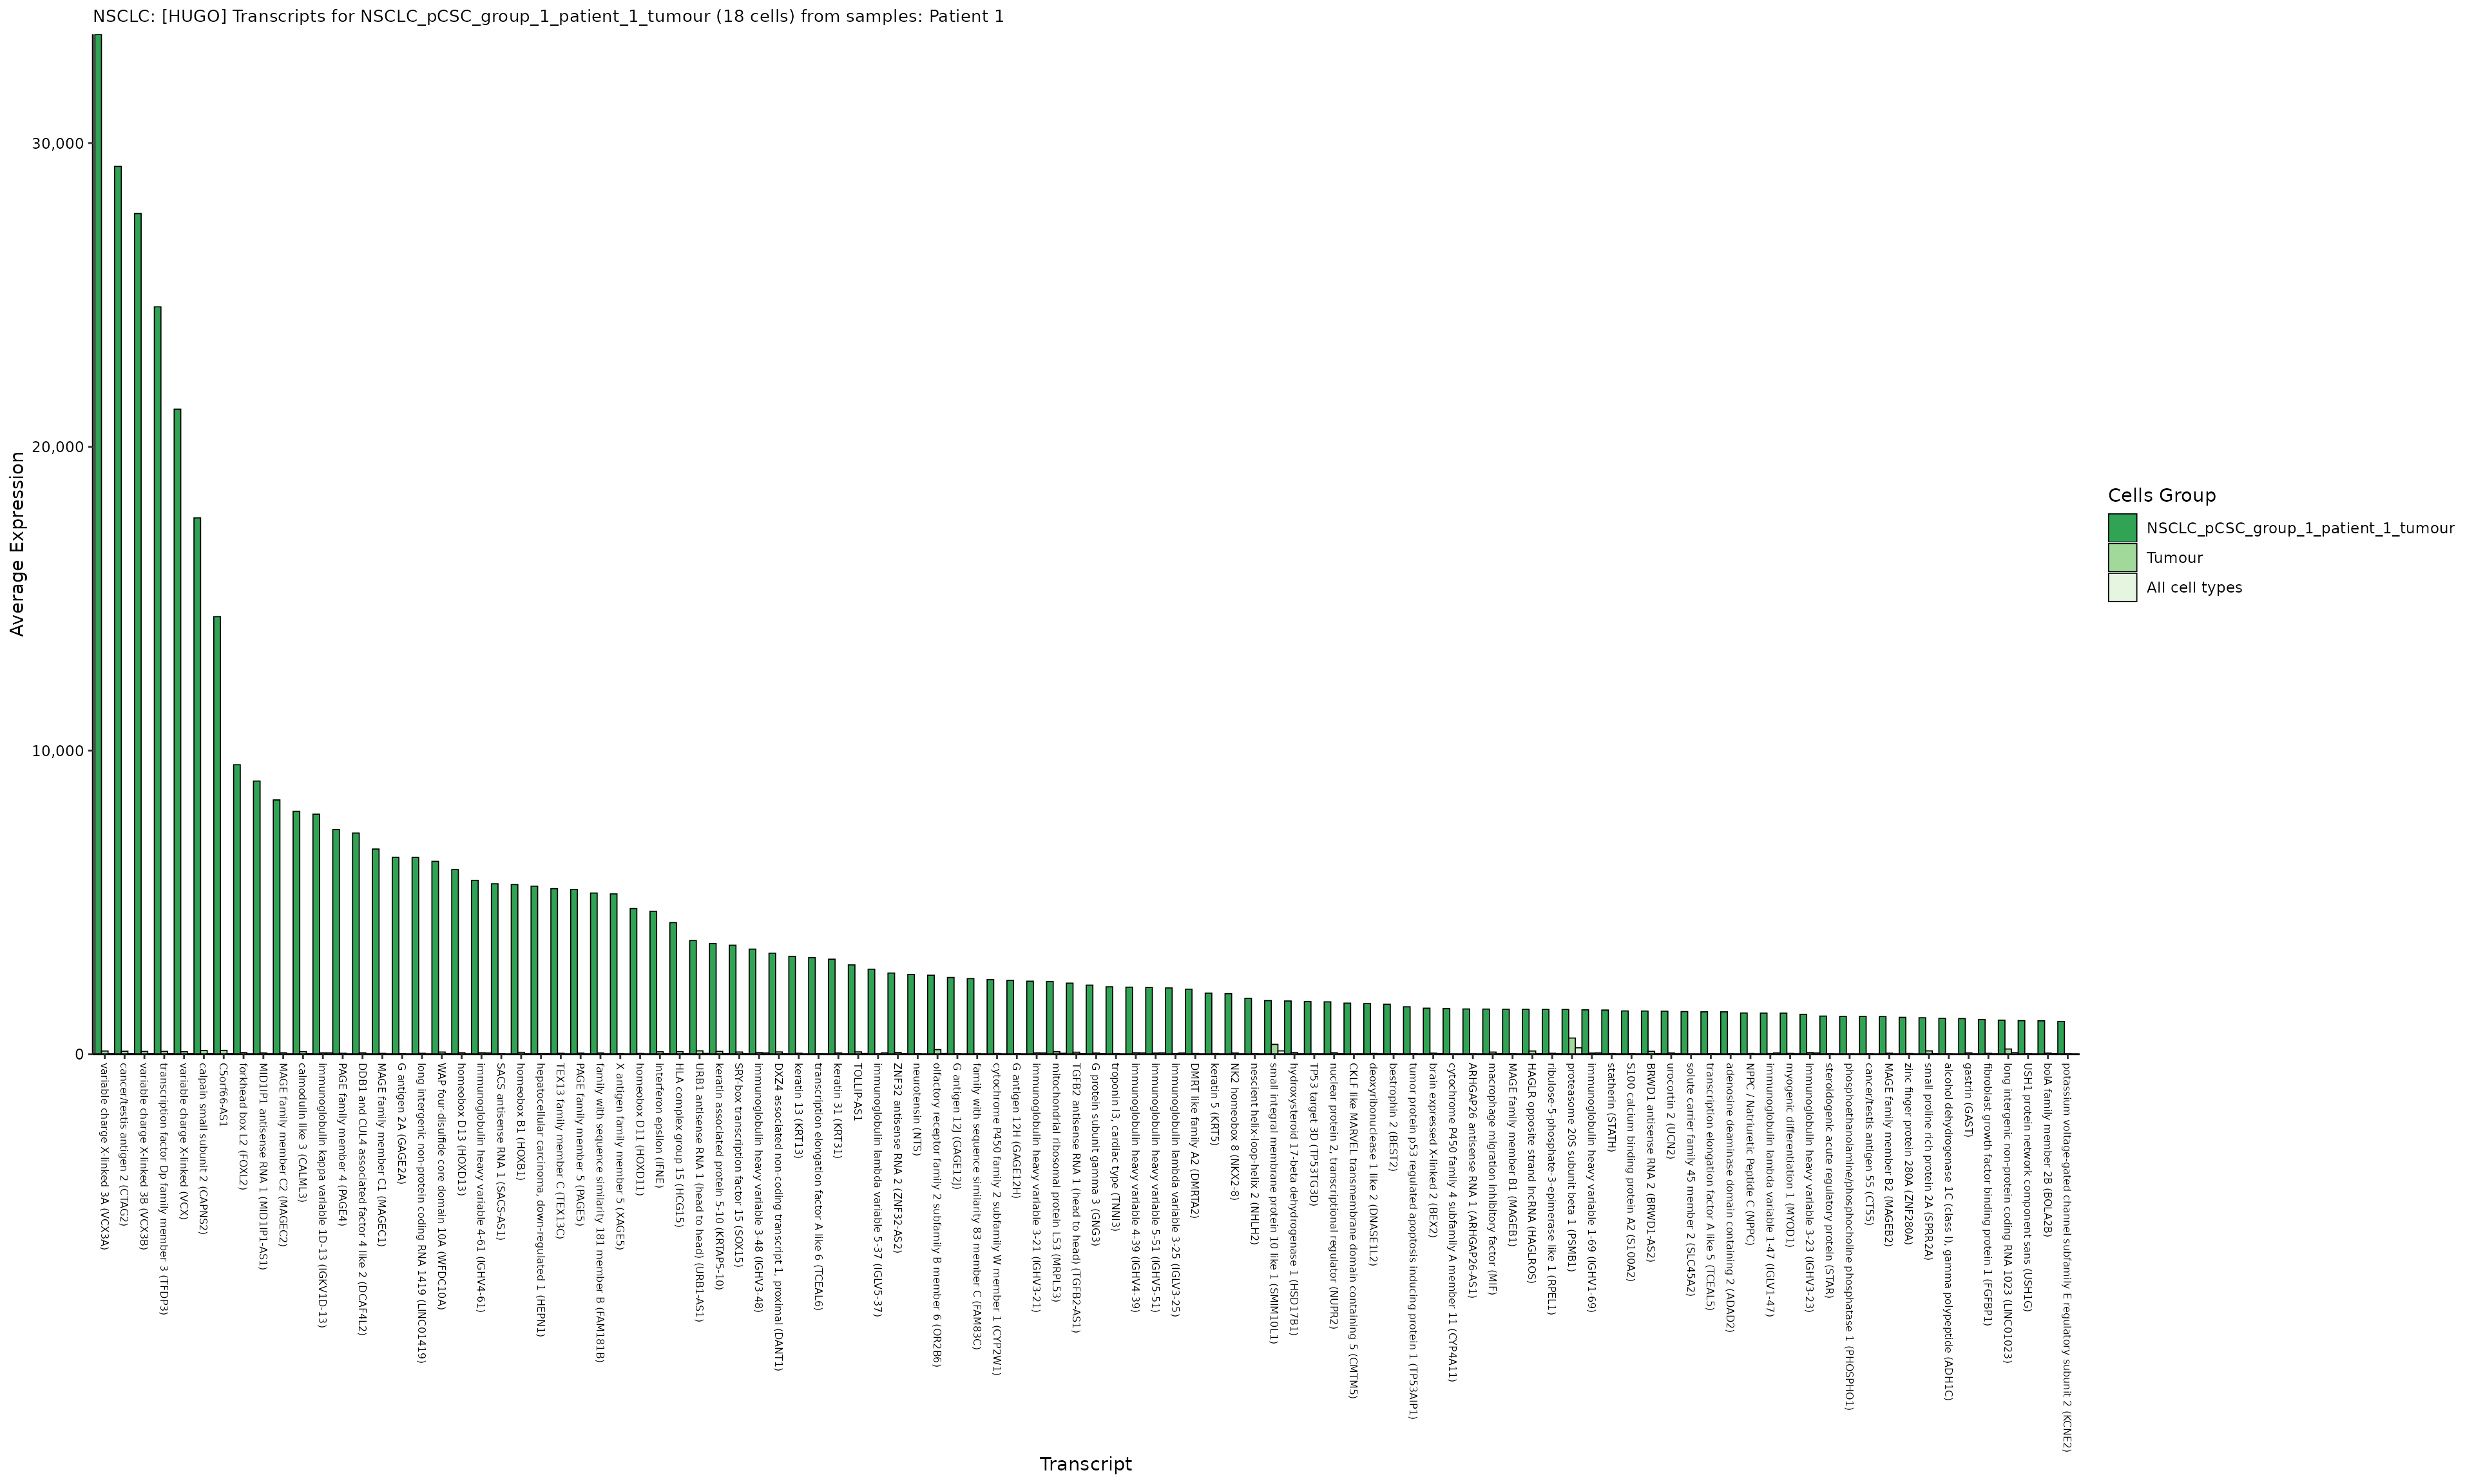 NSCLC: [HUGO] Transcripts for NSCLC_pCSC_group_1_patient_1_tumour (18 cells) from samples: Patient 1
Average Expression
30,000
20,000
10,000
0
variable charge X-linked 3A (VCX3A)
cancer/testis antigen 2 (CTAG2)
variable charge X-linked 3B (VCX3B)
transcription factor Dp family member 3 (TFDP3)
variable charge X-linked (VCX)
calpain small subunit 2 (CAPNS2)
C5orf66-AS1
forkhead box L2 (FOXL2)
MID1IP1 antisense RNA 1 (MID1IP1-AS1)
MAGE family member C2 (MAGEC2)
calmodulin like 3 (CALML3)
immunoglobulin kappa variable 1D-13 (IGKV1D-13)
PAGE family member 4 (PAGE4)
DDB1 and CUL4 associated factor 4 like 2 (DCAF4L2)
MAGE family member C1 (MAGEC1)
G antigen 2A (GAGE2A)
long intergenic non-protein coding RNA 1419 (LINC01419)
WAP four-disulfide core domain 10A (WFDC10A)
homeobox D13 (HOXD13)
immunoglobulin heavy variable 4-61 (IGHV4-61)
SACS antisense RNA 1 (SACS-AS1)
homeobox B1 (HOXB1)
hepatocellular carcinoma, down-regulated 1 (HEPN1)
TEX13 family member C (TEX13C)
PAGE family member 5 (PAGE5)
family with sequence similarity 181 member B (FAM181B)
X antigen family member 5 (XAGE5)
homeobox D11 (HOXD11)
interferon epsilon (IFNE)
HLA complex group 15 (HCG15)
URB1 antisense RNA 1 (head to head) (URB1-AS1)
keratin associated protein 5-10 (KRTAP5-10)
SRY-box transcription factor 15 (SOX15)
immunoglobulin heavy variable 3-48 (IGHV3-48)
DXZ4 associated non-coding transcript 1, proximal (DANT1)
keratin 13 (KRT13)
transcription elongation factor A like 6 (TCEAL6)
keratin 31 (KRT31)
TOLLIP-AS1
immunoglobulin lambda variable 5-37 (IGLV5-37)
ZNF32 antisense RNA 2 (ZNF32-AS2)
neurotensin (NTS)
olfactory receptor family 2 subfamily B member 6 (OR2B6)
G antigen 12J (GAGE12J)
family with sequence similarity 83 member C (FAM83C)
cytochrome P450 family 2 subfamily W member 1 (CYP2W1)
G antigen 12H (GAGE12H)
immunoglobulin heavy variable 3-21 (IGHV3-21)
mitochondrial ribosomal protein L53 (MRPL53)
TGFB2 antisense RNA 1 (head to head) (TGFB2-AS1)
G protein subunit gamma 3 (GNG3)
troponin I3, cardiac type (TNNI3)
immunoglobulin heavy variable 4-39 (IGHV4-39)
immunoglobulin heavy variable 5-51 (IGHV5-51)
immunoglobulin lambda variable 3-25 (IGLV3-25)
DMRT like family A2 (DMRTA2)
keratin 5 (KRT5)
NK2 homeobox 8 (NKX2-8)
nescient helix-loop-helix 2 (NHLH2)
small integral membrane protein 10 like 1 (SMIM10L1)
hydroxysteroid 17-beta dehydrogenase 1 (HSD17B1)
TP53 target 3D (TP53TG3D)
nuclear protein 2, transcriptional regulator (NUPR2)
CKLF like MARVEL transmembrane domain containing 5 (CMTM5)
deoxyribonuclease 1 like 2 (DNASE1L2)
bestrophin 2 (BEST2)
tumor protein p53 regulated apoptosis inducing protein 1 (TP53AIP1)
brain expressed X-linked 2 (BEX2)
cytochrome P450 family 4 subfamily A member 11 (CYP4A11)
ARHGAP26 antisense RNA 1 (ARHGAP26-AS1)
macrophage migration inhibitory factor (MIF)
MAGE family member B1 (MAGEB1)
HAGLR opposite strand lncRNA (HAGLROS)
ribulose-5-phosphate-3-epimerase like 1 (RPEL1)
proteasome 20S subunit beta 1 (PSMB1)
immunoglobulin heavy variable 1-69 (IGHV1-69)
statherin (STATH)
S100 calcium binding protein A2 (S100A2)
BRWD1 antisense RNA 2 (BRWD1-AS2)
urocortin 2 (UCN2)
solute carrier family 45 member 2 (SLC45A2)
transcription elongation factor A like 5 (TCEAL5)
adenosine deaminase domain containing 2 (ADAD2)
NPPC / Natriuretic Peptide C (NPPC)
immunoglobulin lambda variable 1-47 (IGLV1-47)
myogenic differentiation 1 (MYOD1)
immunoglobulin heavy variable 3-23 (IGHV3-23)
steroidogenic acute regulatory protein (STAR)
phosphoethanolamine/phosphocholine phosphatase 1 (PHOSPHO1)
cancer/testis antigen 55 (CT55)
MAGE family member B2 (MAGEB2)
zinc finger protein 280A (ZNF280A)
small proline rich protein 2A (SPRR2A)
alcohol dehydrogenase 1C (class I), gamma polypeptide (ADH1C)
gastrin (GAST)
fibroblast growth factor binding protein 1 (FGFBP1)
long intergenic non-protein coding RNA 1023 (LINC01023)
USH1 protein network component sans (USH1G)
bolA family member 2B (BOLA2B)
potassium voltage-gated channel subfamily E regulatory subunit 2 (KCNE2)
Transcript
Cells Group
NSCLC_pCSC_group_1_patient_1_tumour
Tumour
All cell types